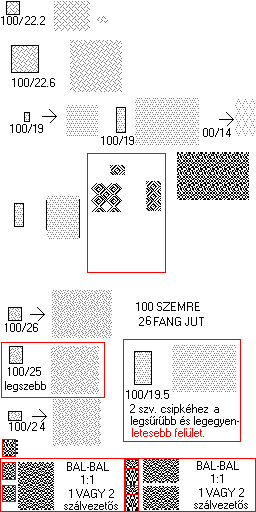 100/22.2
100/22.6
100/19
100/19
00/14
100/26
100 SZEMRE
26 FANG JUT
100/25
legszebb
100/19.5
2 szv. csipkéhez a
legsűrűbb és legegyen-
letesebb felület.
100/24
BAL-BAL
1:1
1 VAGY 2
szálvezetős
BAL-BAL
1:1
1 VAGY 2
szálvezetős